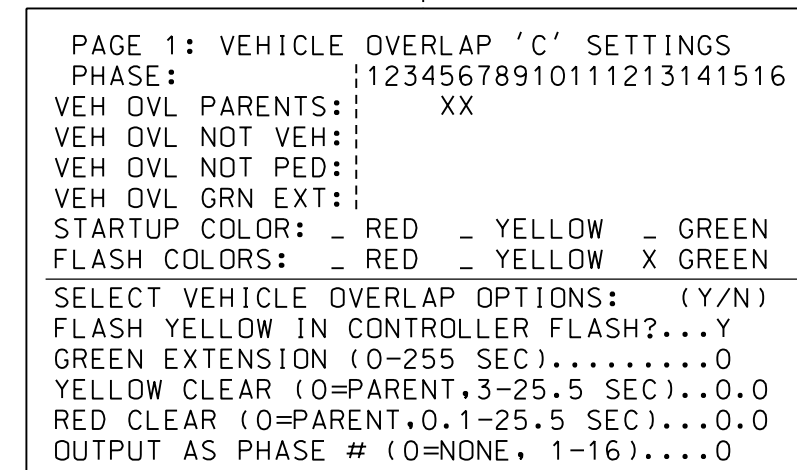 PAGE 1: VEHICLE OVERLAP 'C' SETTINGS
PHASE: ¦12345678910111213141516
VEH OVL PARENTS:¦ XX
VEH OVL NOT VEH:¦
VEH OVL NOT PED:¦
VEH OVL GRN EXT:¦
STARTUP COLOR: _ RED _ YELLOW _ GREEN
FLASH COLORS: _ RED _ YELLOW X GREEN
SELECT VEHICLE OVERLAP OPTIONS: (Y/N)
FLASH YELLOW IN CONTROLLER FLASH?...Y
GREEN EXTENSION (0-255 SEC).........0
YELLOW CLEAR (0=PARENT,3-25.5 SEC)..0.0
RED CLEAR (0=PARENT,0.1-25.5 SEC)...0.0
OUTPUT AS PHASE # (0=NONE, 1-16)....0